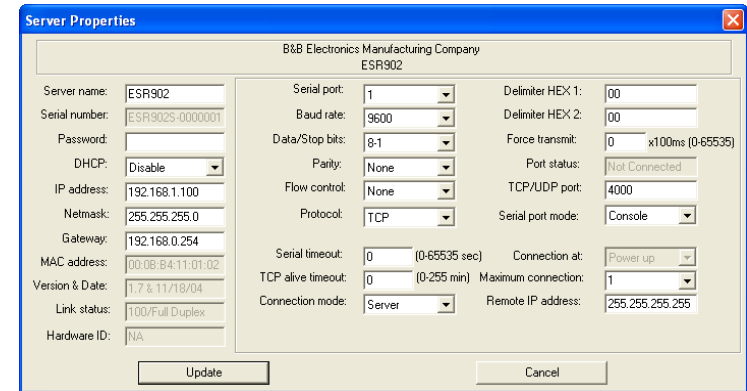 Server Properties
B&B Electronics Manufacturing Company
ESR902
Server name: ESR902
Serial number: ESR902S-0000001
Password:
DHCP: Disable
IP address: 192.168.1.100
Netmask: 255.255.255.0
Gateway: 192.168.0.254
MAC address: 00:0B:B4:11:01:02
Version & Date: 1.7 & 11/18/04
Link status: 100/Full Duplex
Hardware ID: NA
Serial port: 1
Baud rate: 9600
Data/Stop bits: 8-1
Parity: None
Flow control: None
Protocol: TCP
Serial timeout: 0 (0-65535 sec)
TCP alive timeout: 0 (0-255 min)
Connection mode: Server
Delimiter HEX 1: 00
Delimiter HEX 2: 00
Force transmit: 0 x100ms (0-65535)
Port status: Not Connected
TCP/UDP port: 4000
Serial port mode: Console
Connection at: Power up
Maximum connection: 1
Remote IP address: 255.255.255.255
Update
Cancel